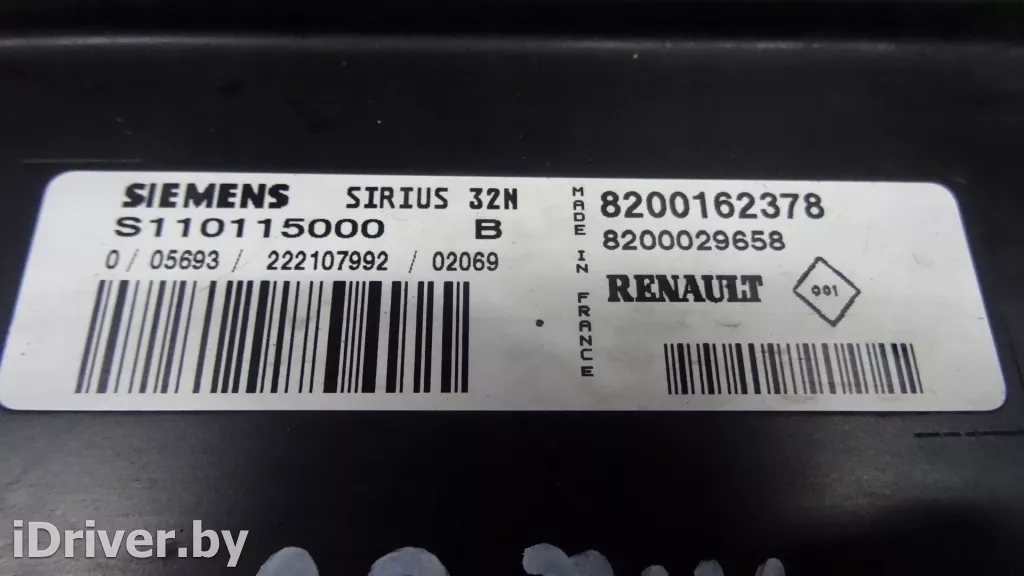 SIEMENS SIRIUS 32N
S110115000 B
0/ 05693 / 222107992 / 02069
MADE IN FRANCE
8200162378
8200029658
RENAULT 001
iDriver.by